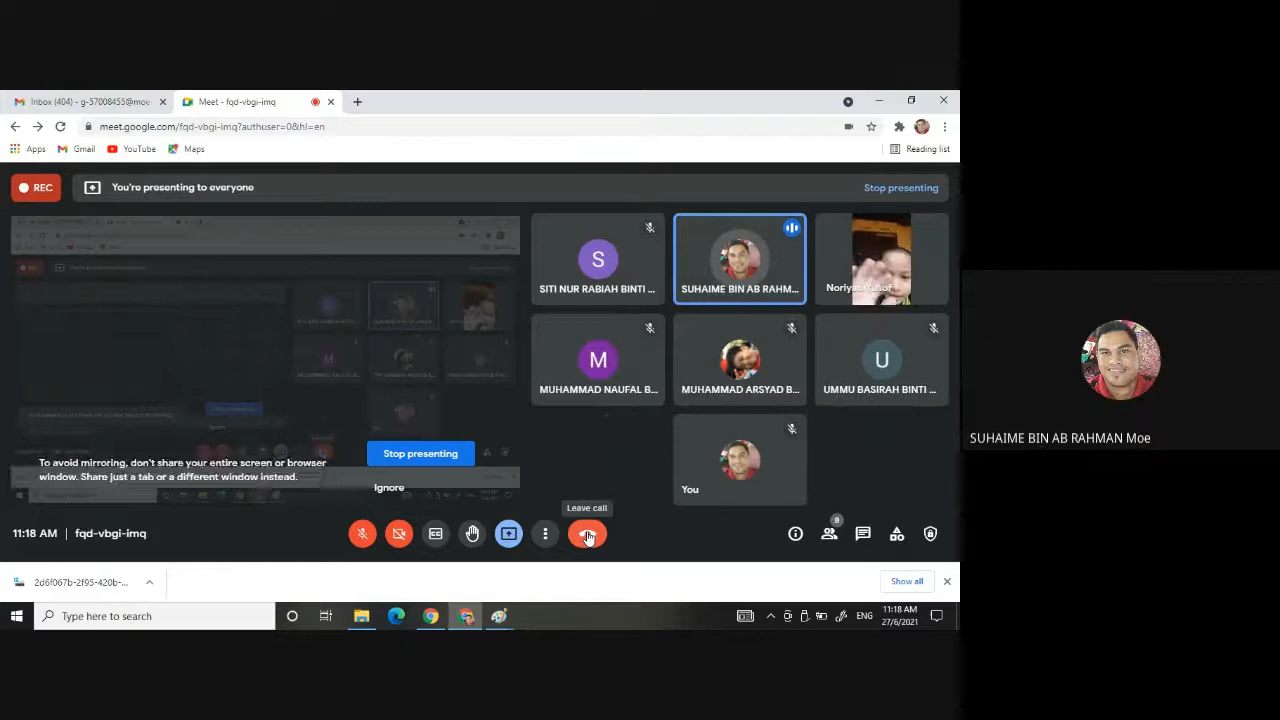 Inbox (404) - g-57008455@moe
Meet - fqd-vbgi-imq
meet.google.com/fqd-vbgi-imq?authuser=0&hl=en
Apps
Gmail
YouTube
Maps
Reading list
REC
You're presenting to everyone
Stop presenting
S
SITI NUR RABIAH BINTI ...
SUHAIME BIN AB RAHM...
Noriyati Yusof
M
MUHAMMAD NAUFAL B...
MUHAMMAD ARSYAD B...
U
UMMU BASIRAH BINTI ...
SUHAIME BIN AB RAHMAN Moe
To avoid mirroring, don't share your entire screen or browser
window. Share just a tab or a different window instead.
Stop presenting
Ignore
You
Leave call
11:18 AM | fqd-vbgi-imq
2d6f067b-2f95-420b-...
Show all
Type here to search
ENG
11:18 AM
27/6/2021